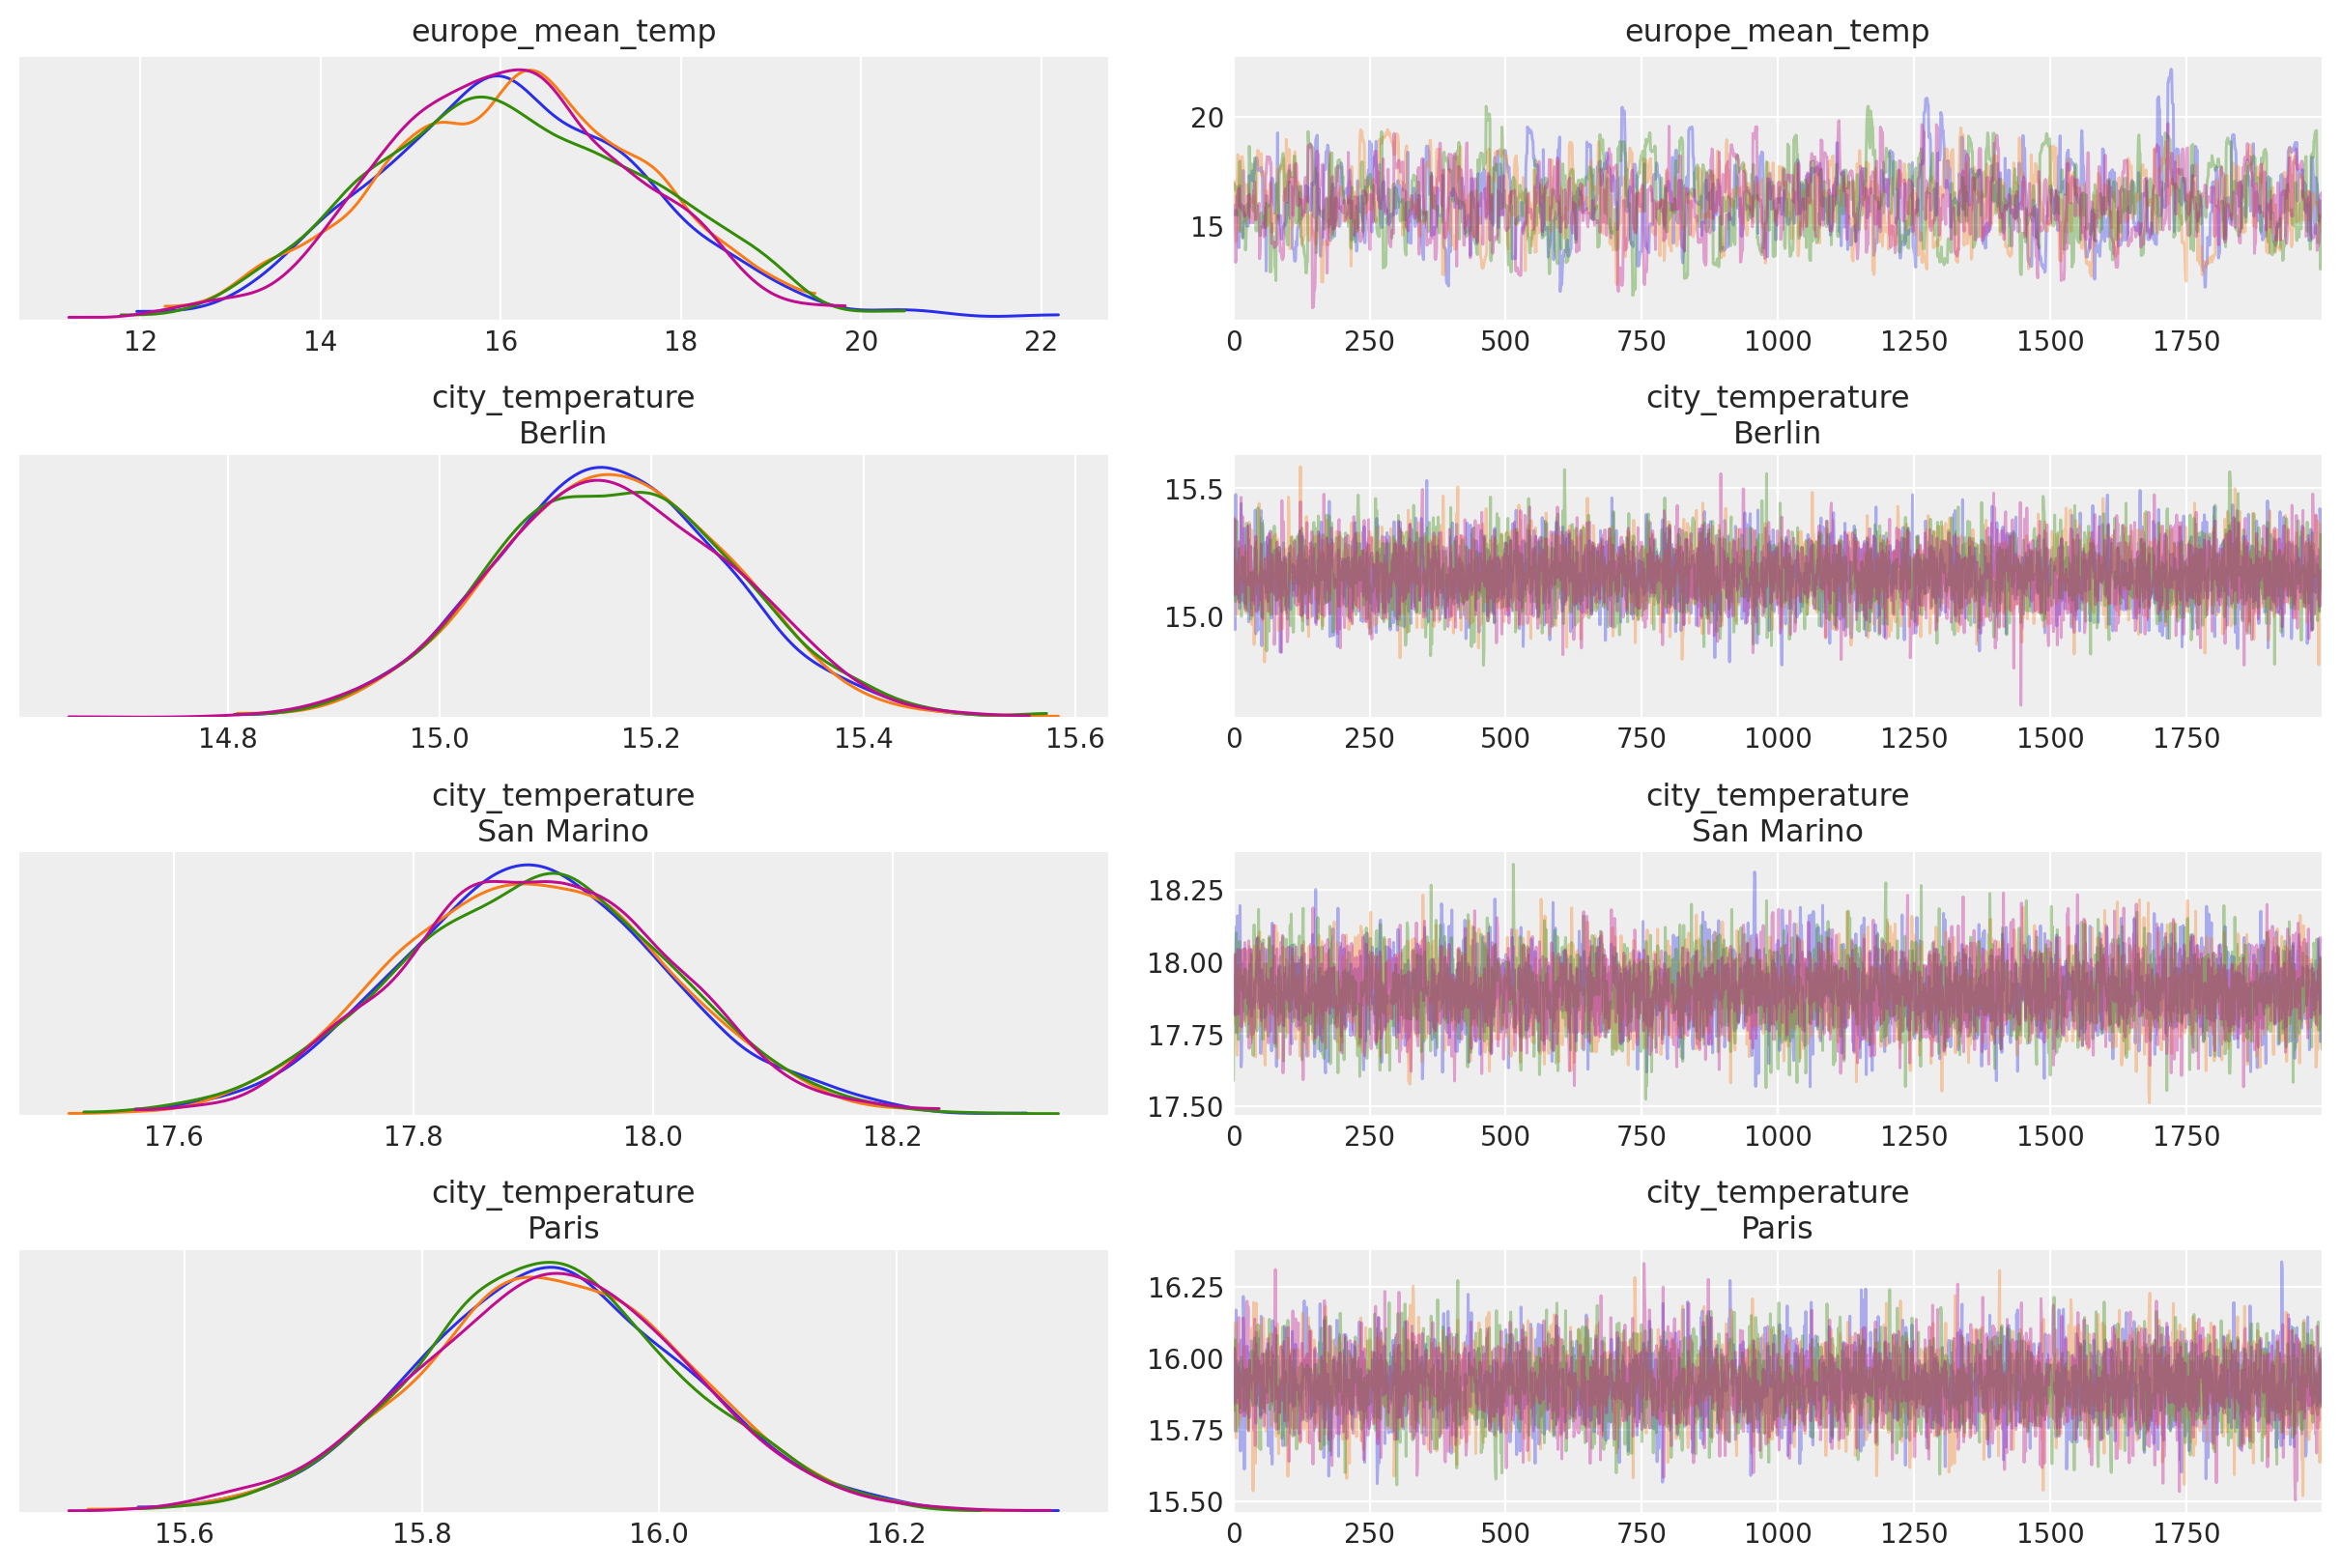 europe_mean_temp
europe_mean_temp
20
15
12 14 16 18 20 22
0 250 500 750 1000 1250 1500 1750
city_temperature
Berlin
city_temperature
Berlin
15.5
15.0
14.8 15.0 15.2 15.4 15.6
0 250 500 750 1000 1250 1500 1750
city_temperature
San Marino
city_temperature
San Marino
18.25
18.00
17.75
17.50
17.6 17.8 18.0 18.2
0 250 500 750 1000 1250 1500 1750
city_temperature
Paris
city_temperature
Paris
16.25
16.00
15.75
15.50
15.6 15.8 16.0 16.2
0 250 500 750 1000 1250 1500 1750